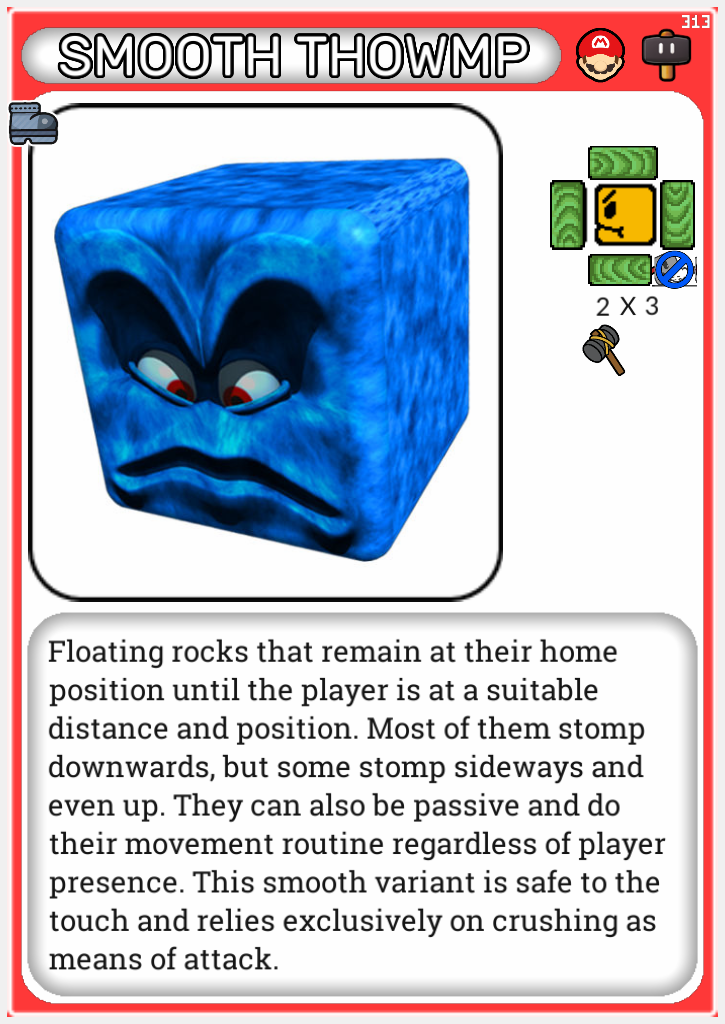 313
SMOOTH THOWMP
2 X 3
Floating rocks that remain at their home
position until the player is at a suitable
distance and position. Most of them stomp
downwards, but some stomp sideways and
even up. They can also be passive and do
their movement routine regardless of player
presence. This smooth variant is safe to the
touch and relies exclusively on crushing as
means of attack.